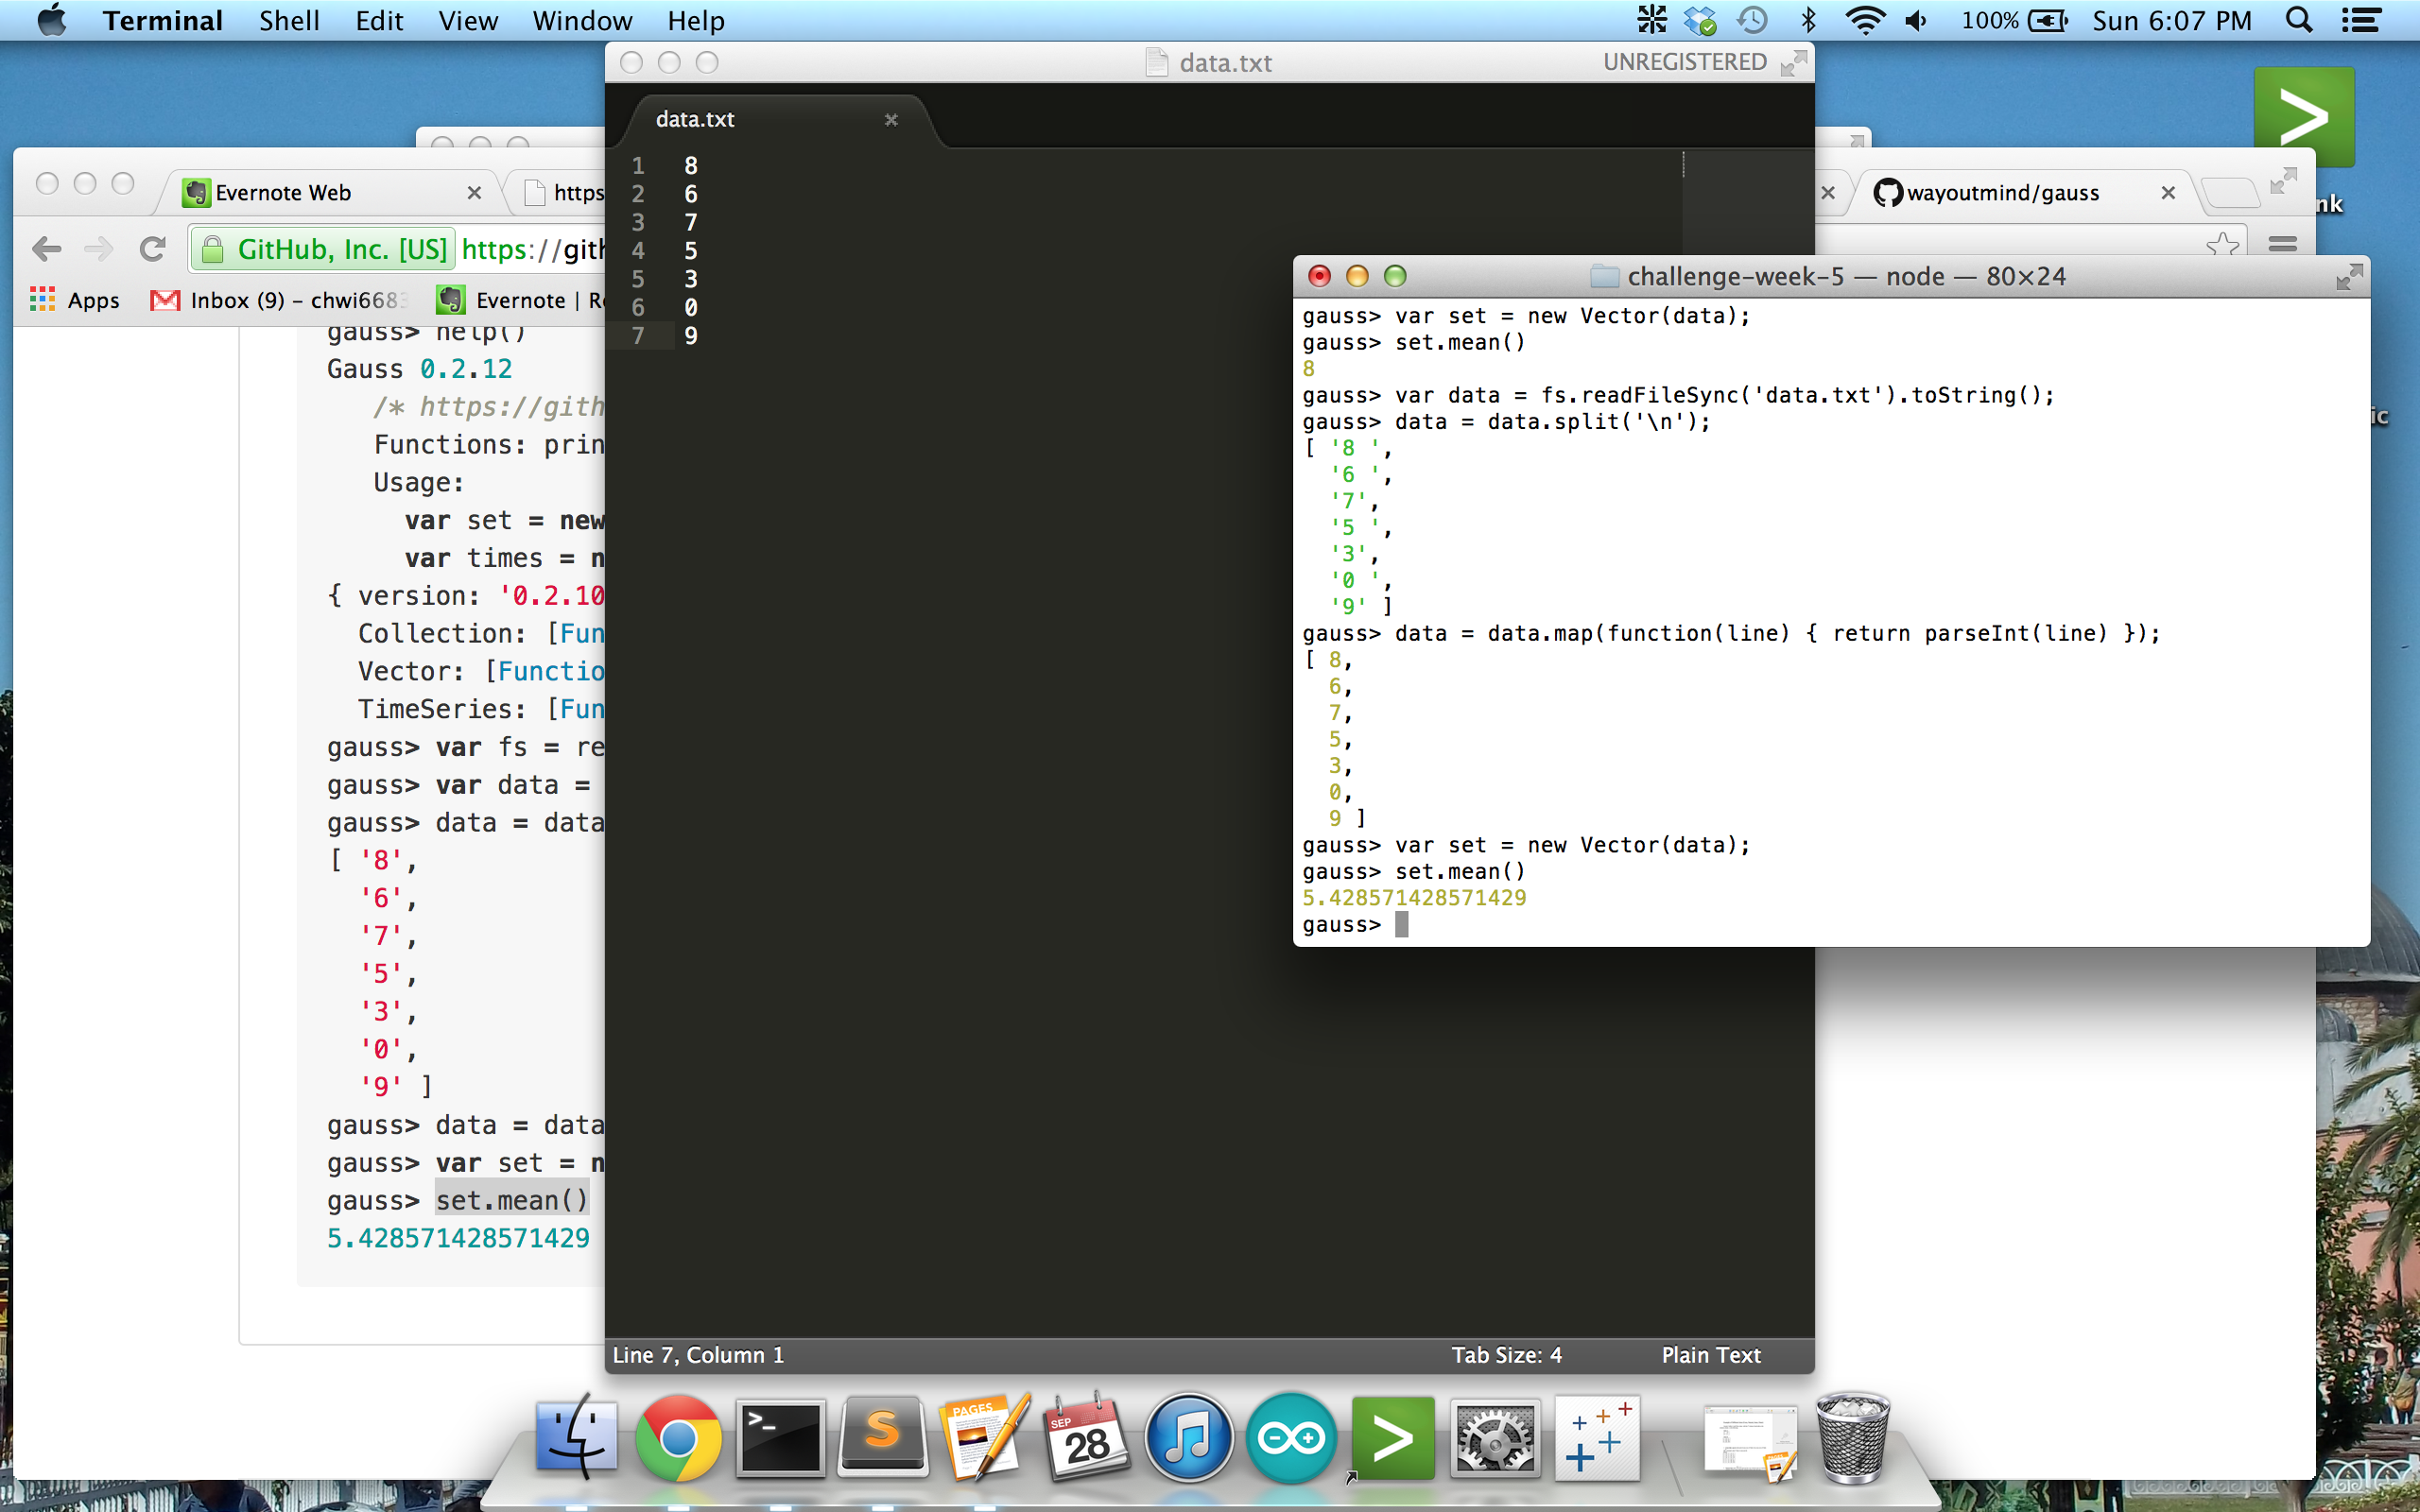 Terminal Shell Edit View Window Help 100% Sun 6:07 PM
data.txt UNREGISTERED
data.txt
1 8
2 6
3 7
4 5
5 3
6 0
7 9
Line 7, Column 1 Tab Size: 4 Plain Text
Evernote Web https wayoutmind/gauss
GitHub, Inc. [US] https://gith
Apps Inbox (9) – chwi6683 Evernote | Re
gauss> help()
Gauss 0.2.12
/* https://gith
Functions: prin
Usage:
var set = new
var times = n
{ version: '0.2.10
Collection: [Fun
Vector: [Functio
TimeSeries: [Fun
gauss> var fs = re
gauss> var data =
gauss> data = data
[ '8',
'6',
'7',
'5',
'3',
'0',
'9' ]
gauss> data = data
gauss> var set = n
gauss> set.mean()
5.428571428571429
challenge-week-5 — node — 80×24
gauss> var set = new Vector(data);
gauss> set.mean()
8
gauss> var data = fs.readFileSync('data.txt').toString();
gauss> data = data.split('\n');
[ '8 ',
'6 ',
'7',
'5 ',
'3',
'0 ',
'9' ]
gauss> data = data.map(function(line) { return parseInt(line) });
[ 8,
6,
7,
5,
3,
0,
9 ]
gauss> var set = new Vector(data);
gauss> set.mean()
5.428571428571429
gauss>
nk
ic
PAGES
SEP
28